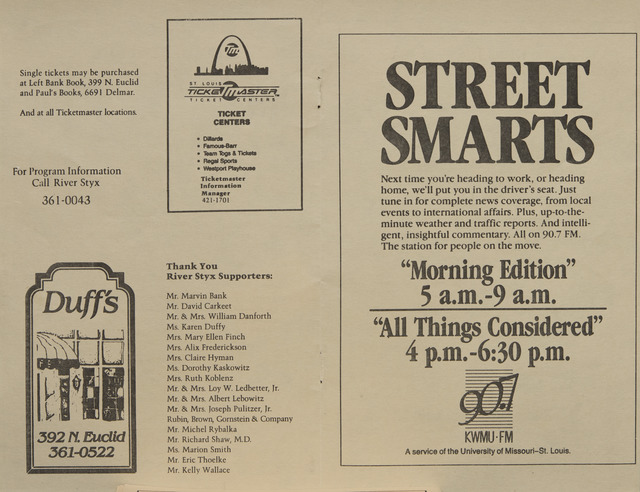 Single tickets may be purchased
at Left Bank Book, 399 N. Euclid
and Paul's Books, 6691 Delmar.
And at all Ticketmaster locations.
For Program Information
Call River Styx
361-0043
Duff's
392 N. Euclid
361-0522
Tm
ST. LOUIS
TICKETMASTER
TICKET CENTERS
TICKET
CENTERS
• Dillards
• Famous-Barr
• Team Togs & Tickets
• Regal Sports
• Westport Playhouse
Ticketmaster
Information
Manager
421-1701
Thank You
River Styx Supporters:
Mr. Marvin Bank
Mr. David Carkeet
Mr. & Mrs. William Danforth
Ms. Karen Duffy
Mrs. Mary Ellen Finch
Mrs. Alix Frederickson
Mrs. Claire Hyman
Ms. Dorothy Kaskowitz
Mrs. Ruth Koblenz
Mr. & Mrs. Loy W. Ledbetter, Jr.
Mr. & Mrs. Albert Lebowitz
Mr. & Mrs. Joseph Pulitzer, Jr.
Rubin, Brown, Gornstein & Company
Mr. Michel Rybalka
Mr. Richard Shaw, M.D.
Ms. Marion Smith
Mr. Eric Thoelke
Mr. Kelly Wallace
STREET
SMARTS
Next time you're heading to work, or heading
home, we'll put you in the driver's seat. Just
tune in for complete news coverage, from local
events to international affairs. Plus, up-to-the-
minute weather and traffic reports. And intelli-
gent, insightful commentary. All on 90.7 FM.
The station for people on the move.
"Morning Edition"
5 a.m.-9 a.m.
"All Things Considered"
4 p.m.-6:30 p.m.
90.7
KWMU·FM
A service of the University of Missouri–St. Louis.